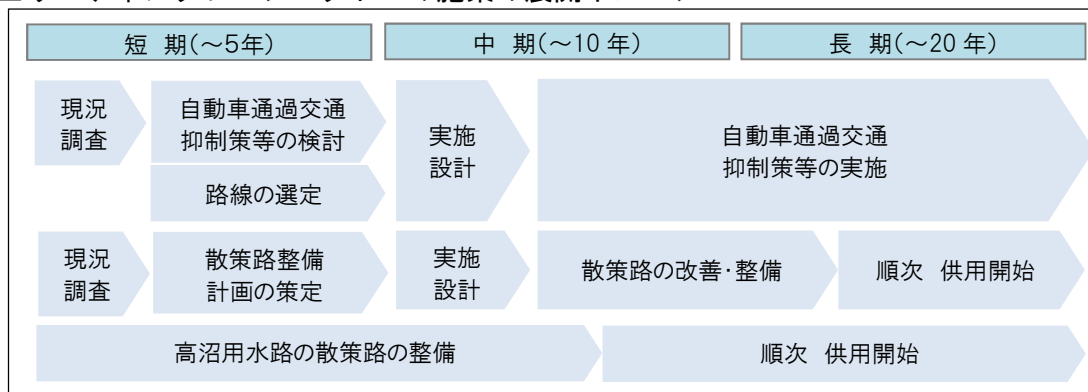 短 期(～5年)
中 期(～10 年)
長 期(～20 年)
現況
調査
自動車通過交通
抑制策等の検討
路線の選定
実施
設計
自動車通過交通
抑制策等の実施
現況
調査
散策路整備
計画の策定
実施
設計
散策路の改善･整備
順次 供用開始
高沼用水路の散策路の整備
順次 供用開始